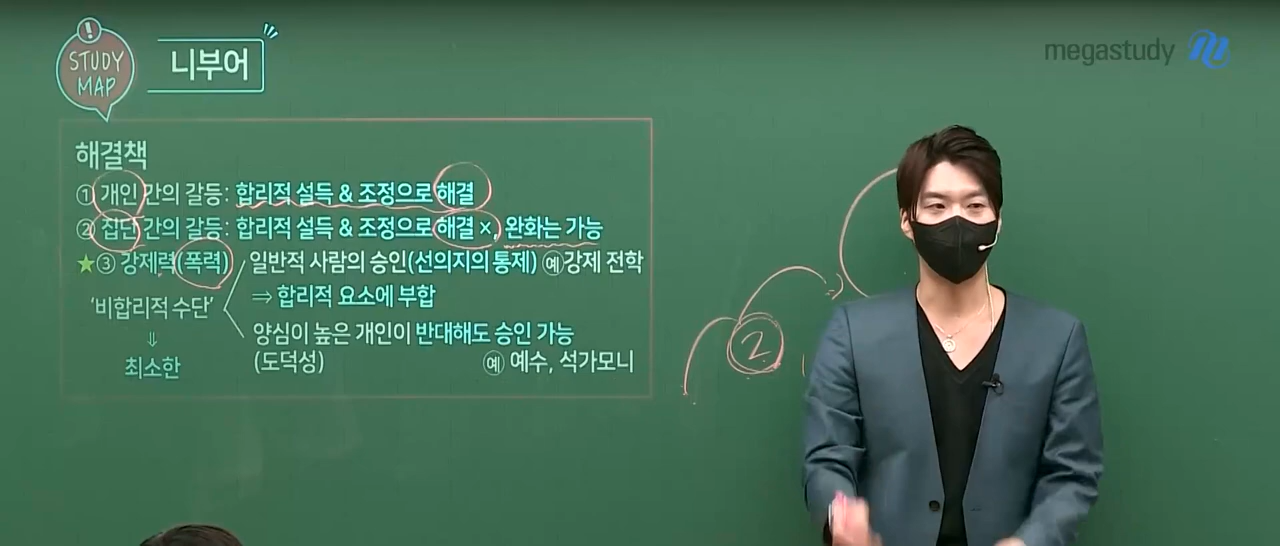 STUDY
MAP
니부어
megastudy
해결책
① 개인 간의 갈등: 합리적 설득 & 조정으로 해결
② 집단 간의 갈등: 합리적 설득 & 조정으로 해결 ×, 완화는 가능
★③ 강제력(폭력)
일반적 사람의 승인(선의지의 통제) 예 강제 전학
⇒ 합리적 요소에 부합
'비합리적 수단'
⇓
최소한
양심이 높은 개인이 반대해도 승인 가능
(도덕성)
예 예수, 석가모니
2